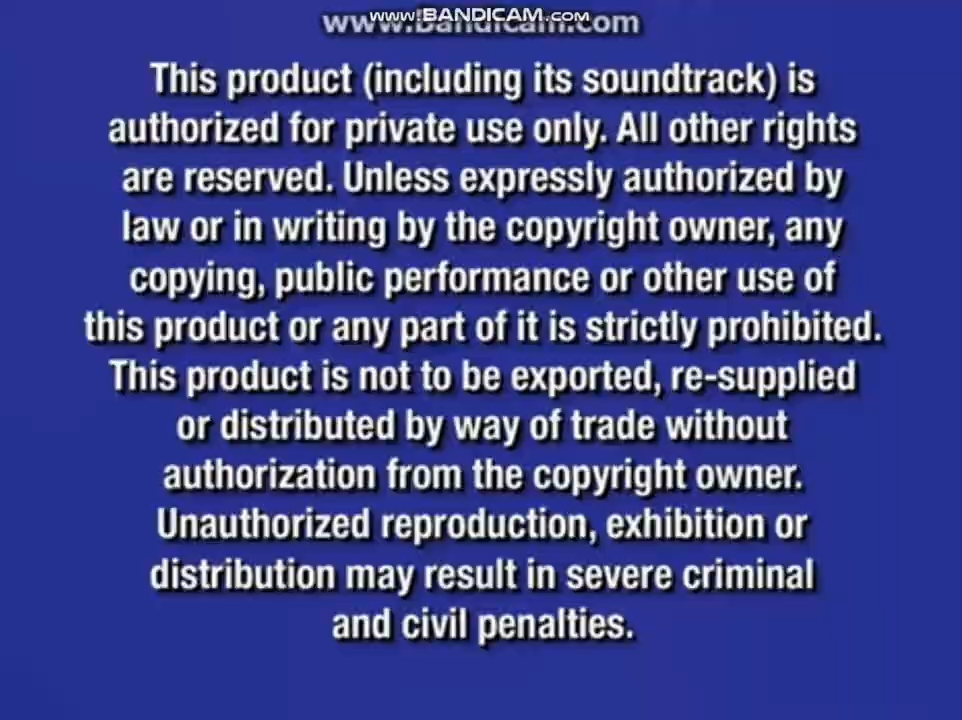 www.BANDICAM.com
www.Bandicam.com
This product (including its soundtrack) is
authorized for private use only. All other rights
are reserved. Unless expressly authorized by
law or in writing by the copyright owner, any
copying, public performance or other use of
this product or any part of it is strictly prohibited.
This product is not to be exported, re-supplied
or distributed by way of trade without
authorization from the copyright owner.
Unauthorized reproduction, exhibition or
distribution may result in severe criminal
and civil penalties.